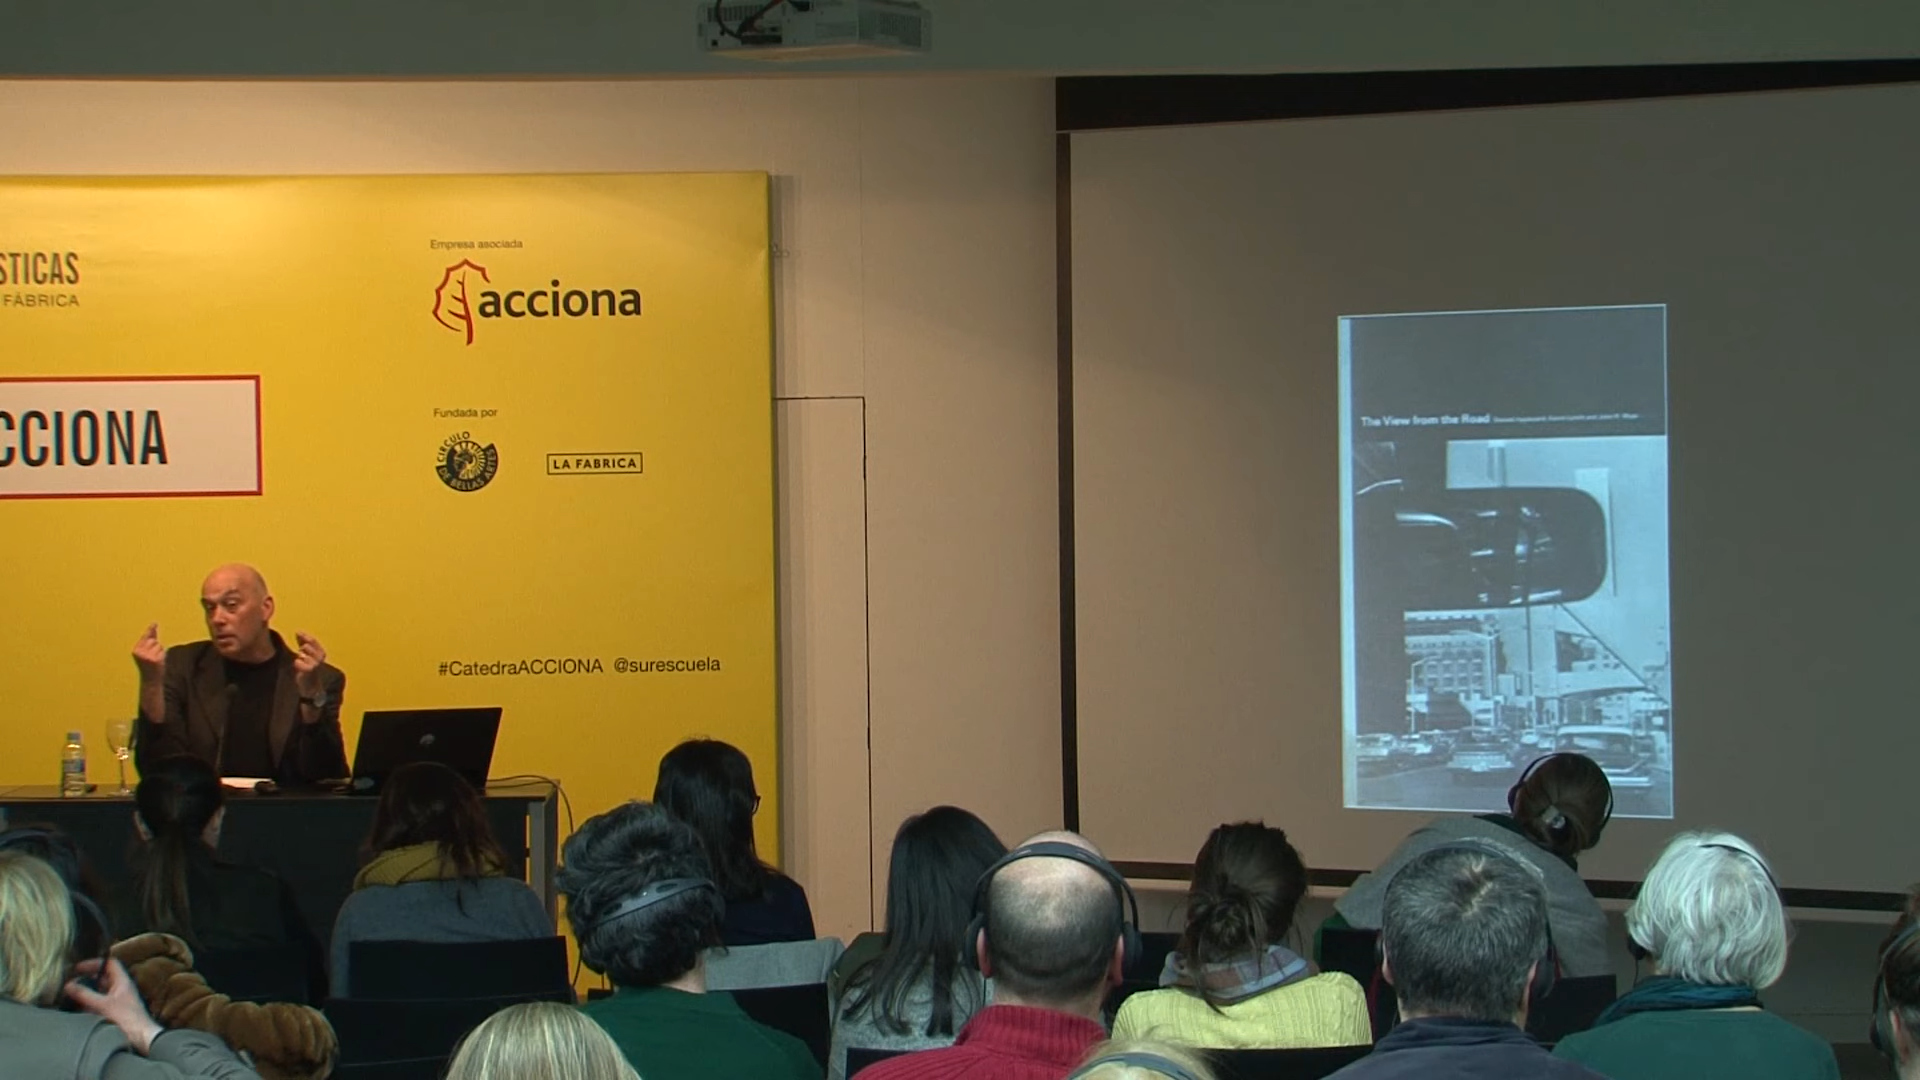 STICAS
FÁBRICA
CCIONA
Empresa asociada
acciona
Fundada por
CÍRCULO
DE BELLAS ARTES
LA FABRICA
#CatedraACCIONA @surescuela
The View from the Road